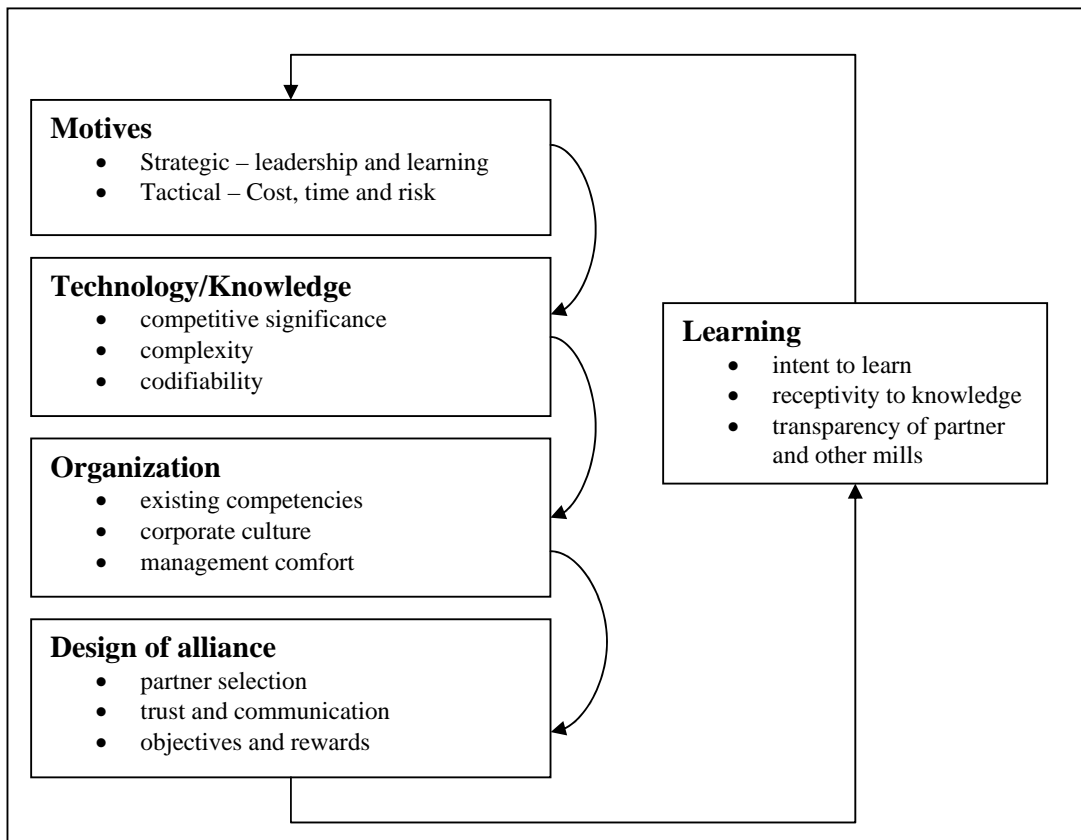 Motives
• Strategic – leadership and learning
• Tactical – Cost, time and risk
Technology/Knowledge
• competitive significance
• complexity
• codifiability
Organization
• existing competencies
• corporate culture
• management comfort
Design of alliance
• partner selection
• trust and communication
• objectives and rewards
Learning
• intent to learn
• receptivity to knowledge
• transparency of partner
and other mills